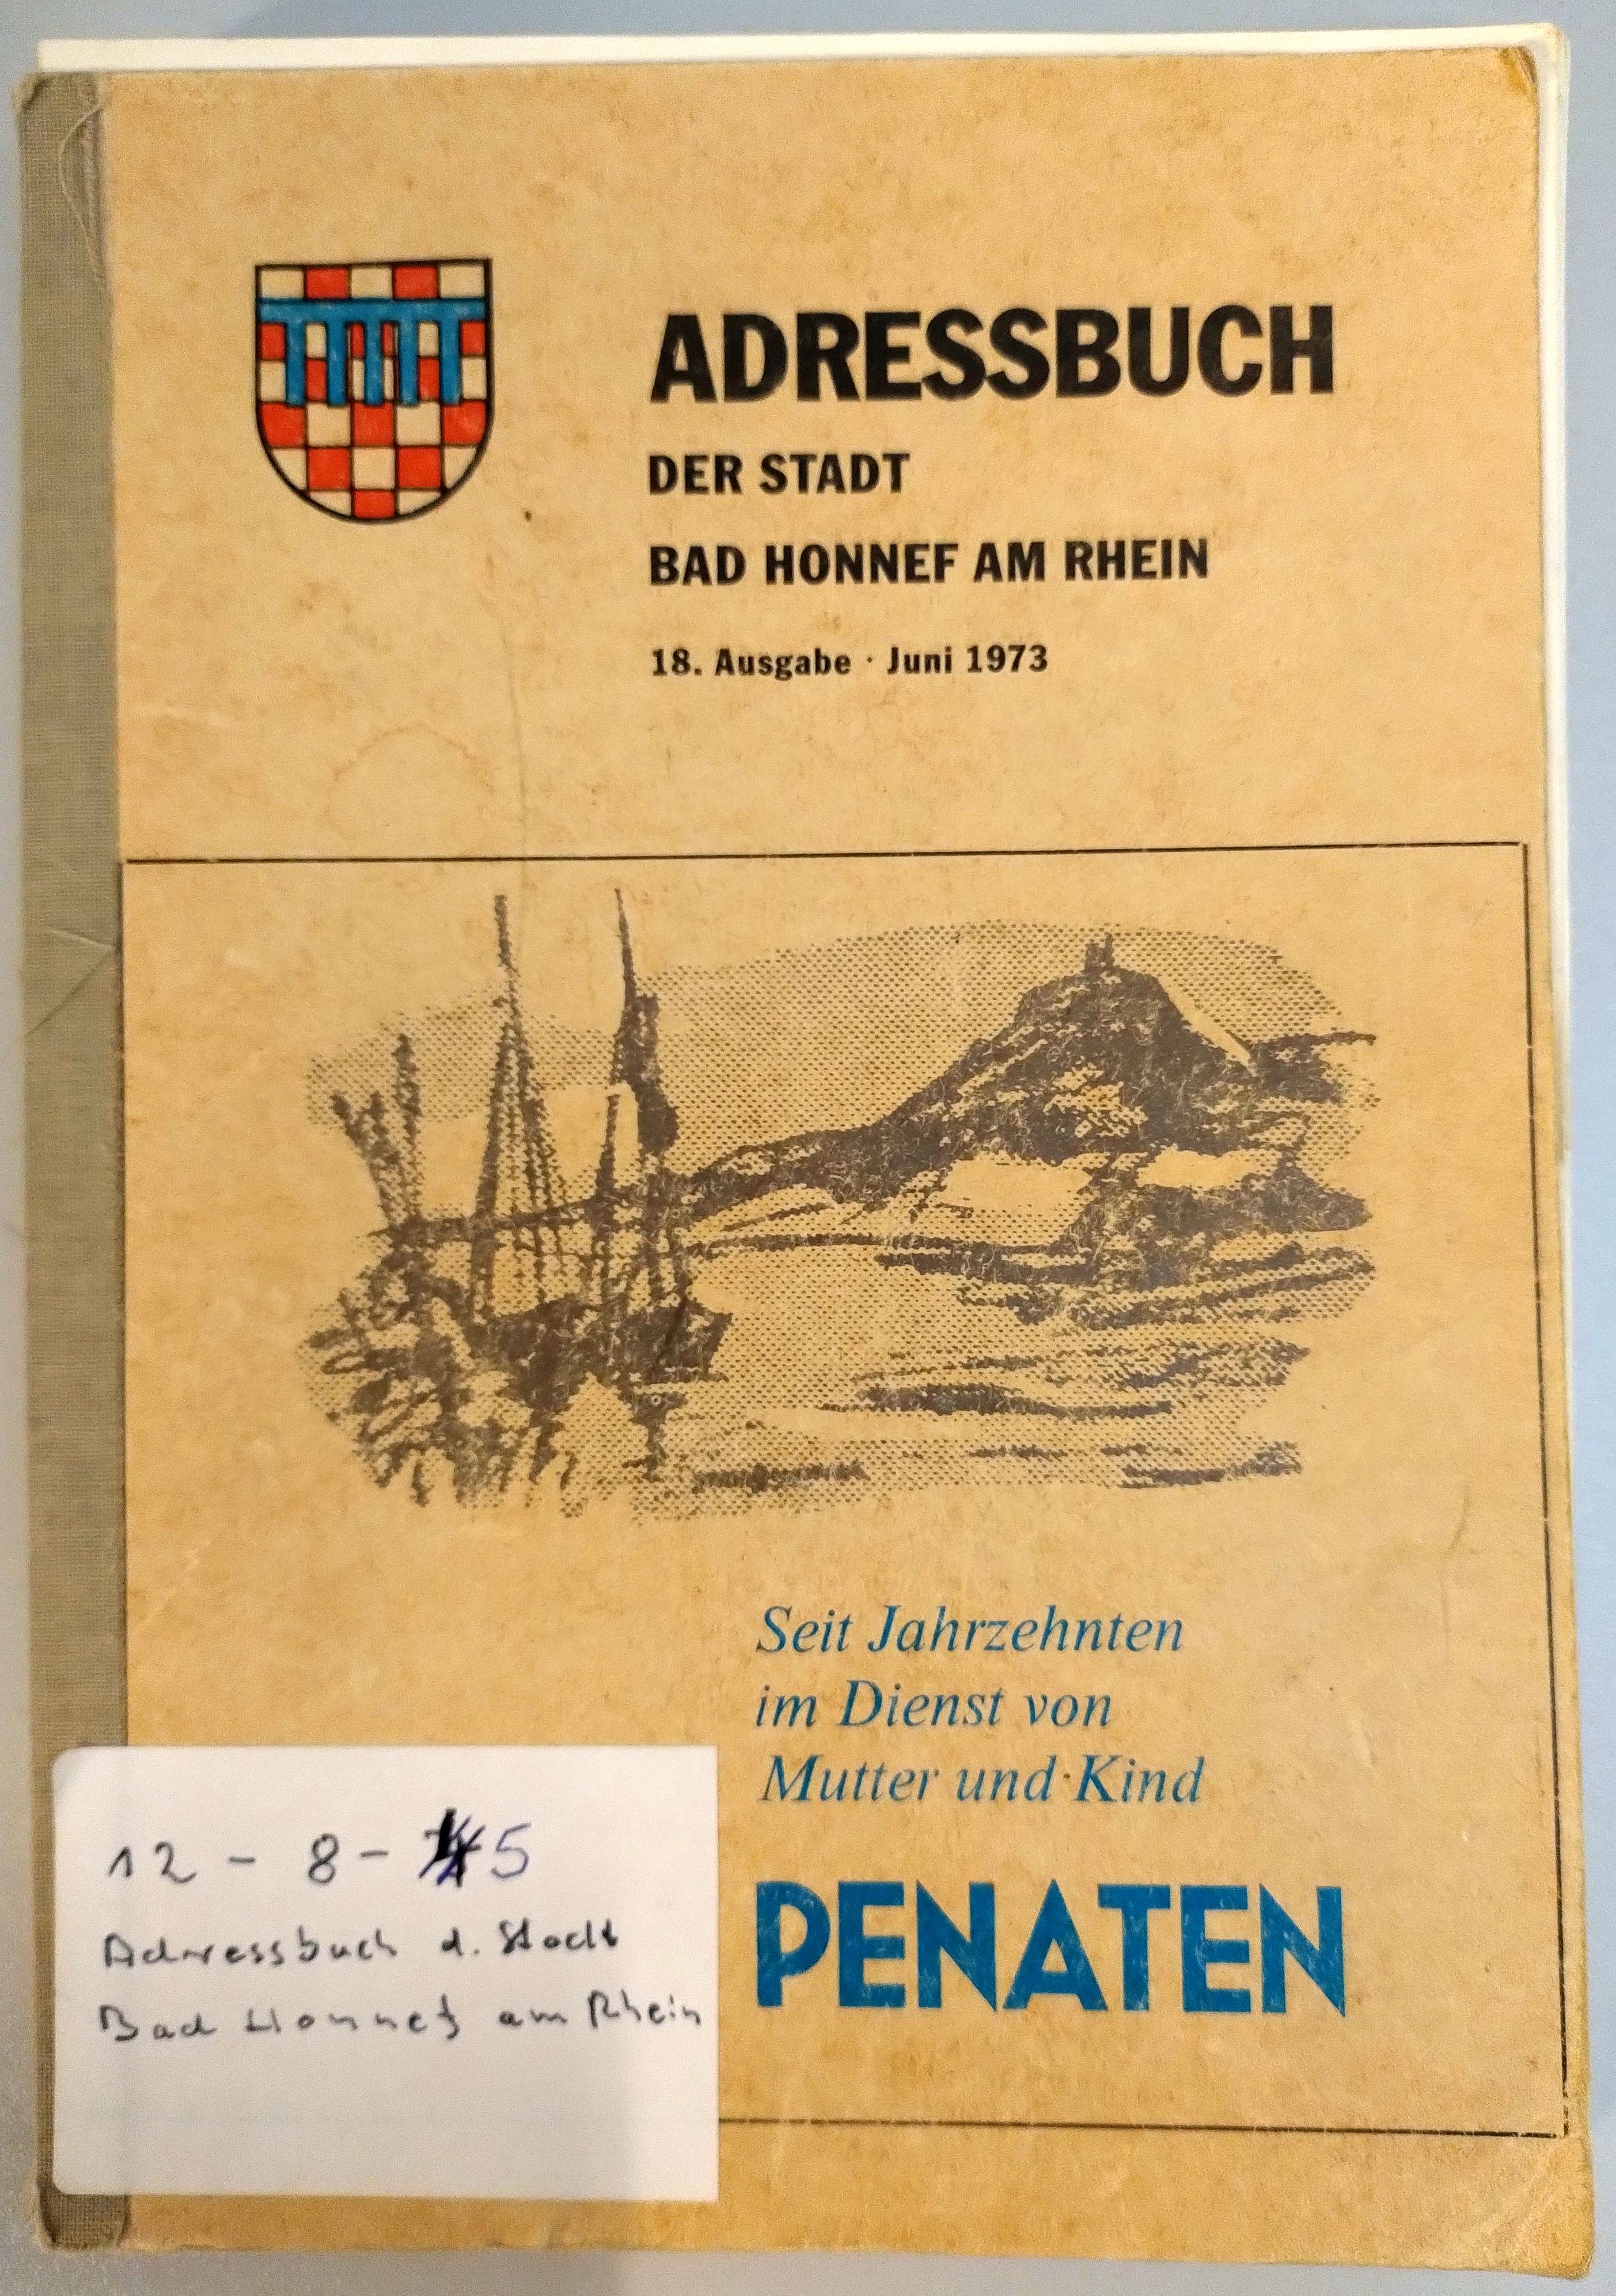 ADRESSBUCH
DER STADT
BAD HONNEF AM RHEIN
18. Ausgabe · Juni 1973
Seit Jahrzehnten
im Dienst von
Mutter und Kind
PENATEN
12 - 8 - 5
Adressbuch d. Stadt
Bad Honnef am Rhein